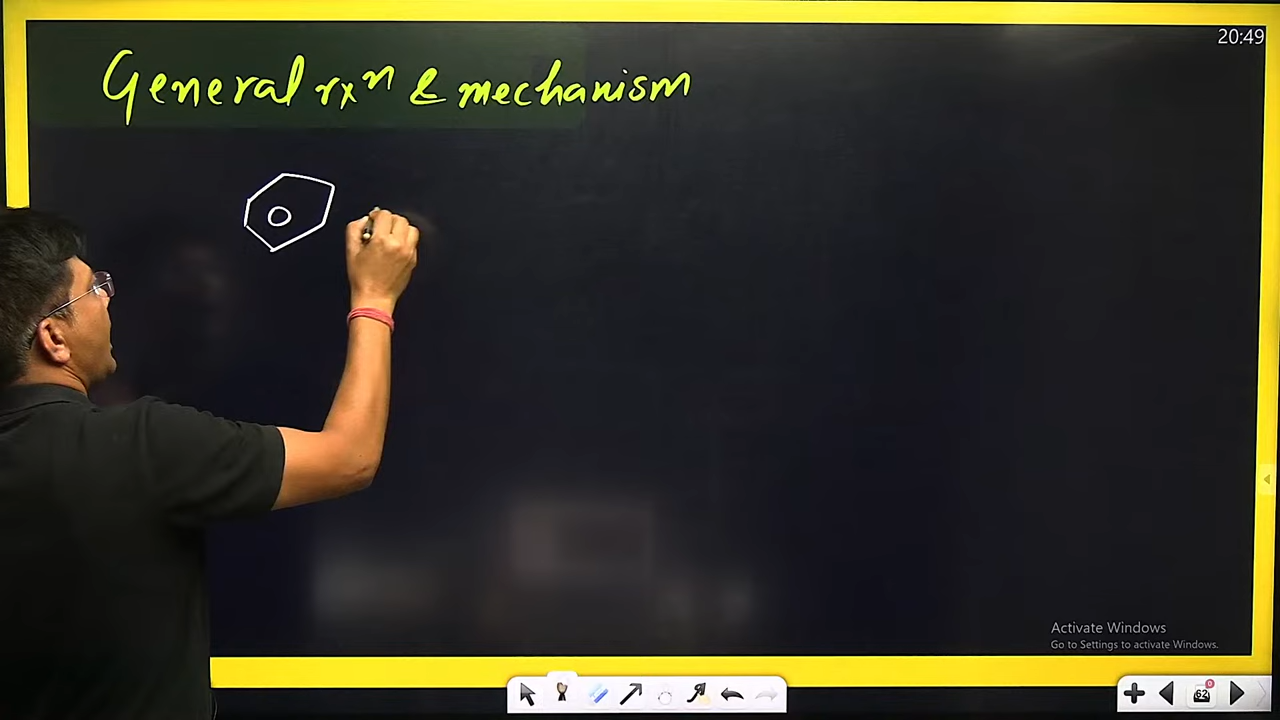 20:49
General rxⁿ & mechanism
Activate Windows
Go to Settings to activate Windows.
62